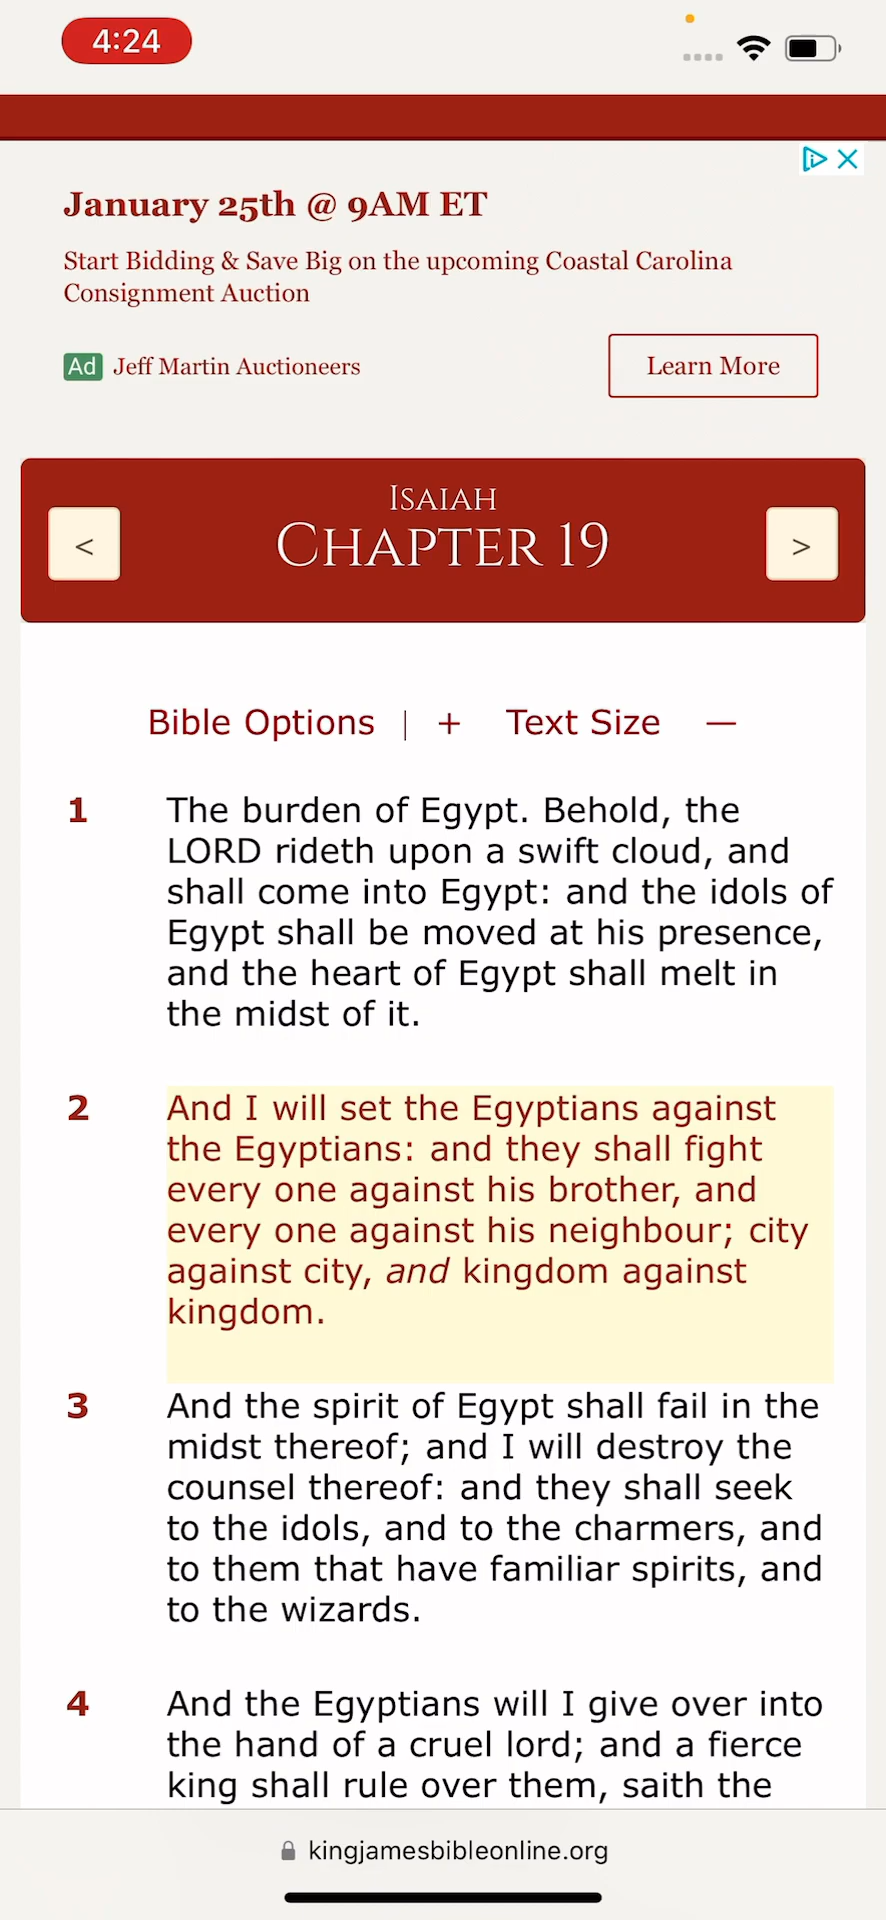 4:24
January 25th @ 9AM ET
Start Bidding & Save Big on the upcoming Coastal Carolina
Consignment Auction
Ad Jeff Martin Auctioneers
Learn More
ISAIAH
< CHAPTER 19 >
Bible Options | + Text Size —
1 The burden of Egypt. Behold, the
LORD rideth upon a swift cloud, and
shall come into Egypt: and the idols of
Egypt shall be moved at his presence,
and the heart of Egypt shall melt in
the midst of it.
2 And I will set the Egyptians against
the Egyptians: and they shall fight
every one against his brother, and
every one against his neighbour; city
against city, and kingdom against
kingdom.
3 And the spirit of Egypt shall fail in the
midst thereof; and I will destroy the
counsel thereof: and they shall seek
to the idols, and to the charmers, and
to them that have familiar spirits, and
to the wizards.
4 And the Egyptians will I give over into
the hand of a cruel lord; and a fierce
king shall rule over them, saith the
kingjamesbibleonline.org